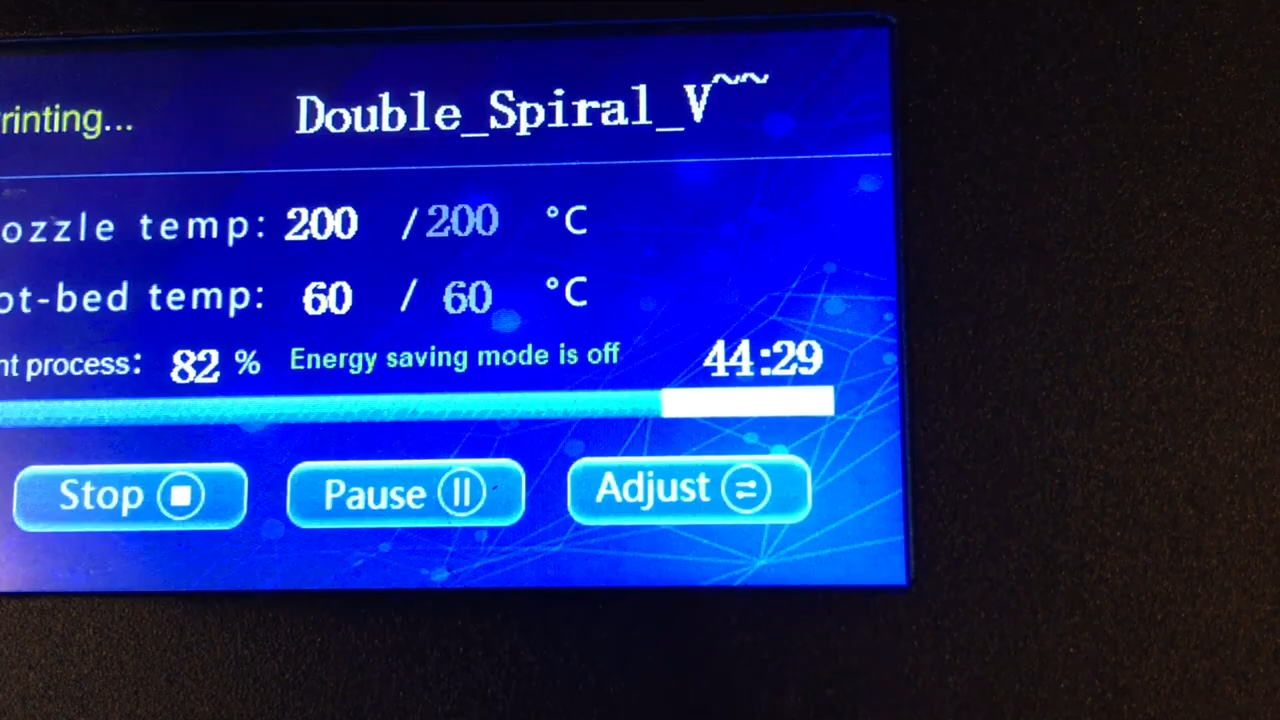 rinting...
Double_Spiral_V~~
ozzle temp: 200 / 200 °C
ot-bed temp: 60 / 60 °C
nt process: 82 % Energy saving mode is off 44:29
Stop Pause Adjust